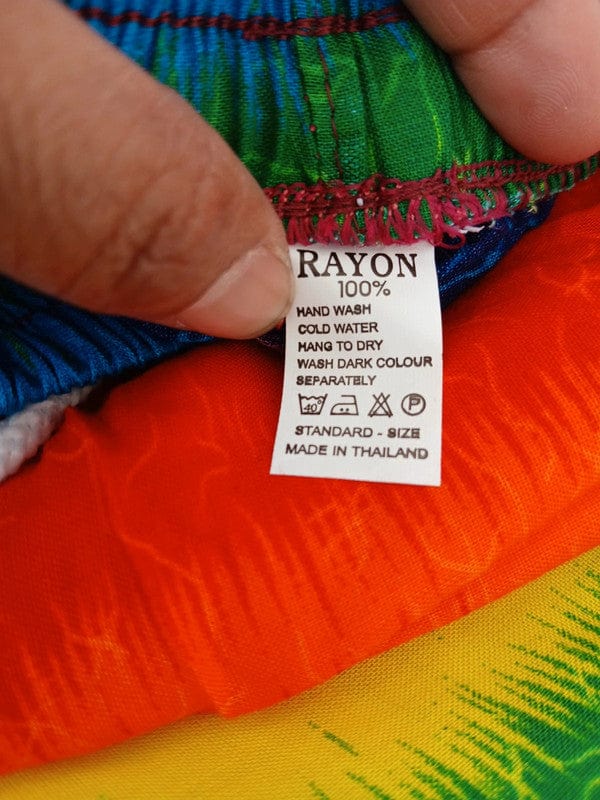 RAYON
100%
HAND WASH
COLD WATER
HANG TO DRY
WASH DARK COLOUR
SEPARATELY
40° P
STANDARD - SIZE
MADE IN THAILAND